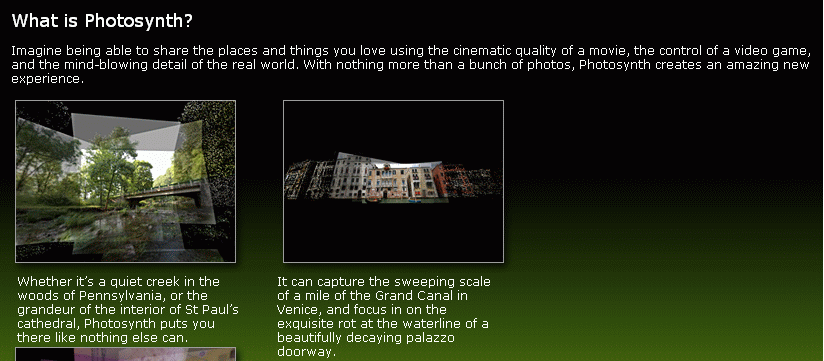 What is Photosynth?
Imagine being able to share the places and things you love using the cinematic quality of a movie, the control of a video game,
and the mind-blowing detail of the real world. With nothing more than a bunch of photos, Photosynth creates an amazing new
experience.
Whether it's a quiet creek in the
woods of Pennsylvania, or the
grandeur of the interior of St Paul's
cathedral, Photosynth puts you
there like nothing else can.
It can capture the sweeping scale
of a mile of the Grand Canal in
Venice, and focus in on the
exquisite rot at the waterline of a
beautifully decaying palazzo
doorway.